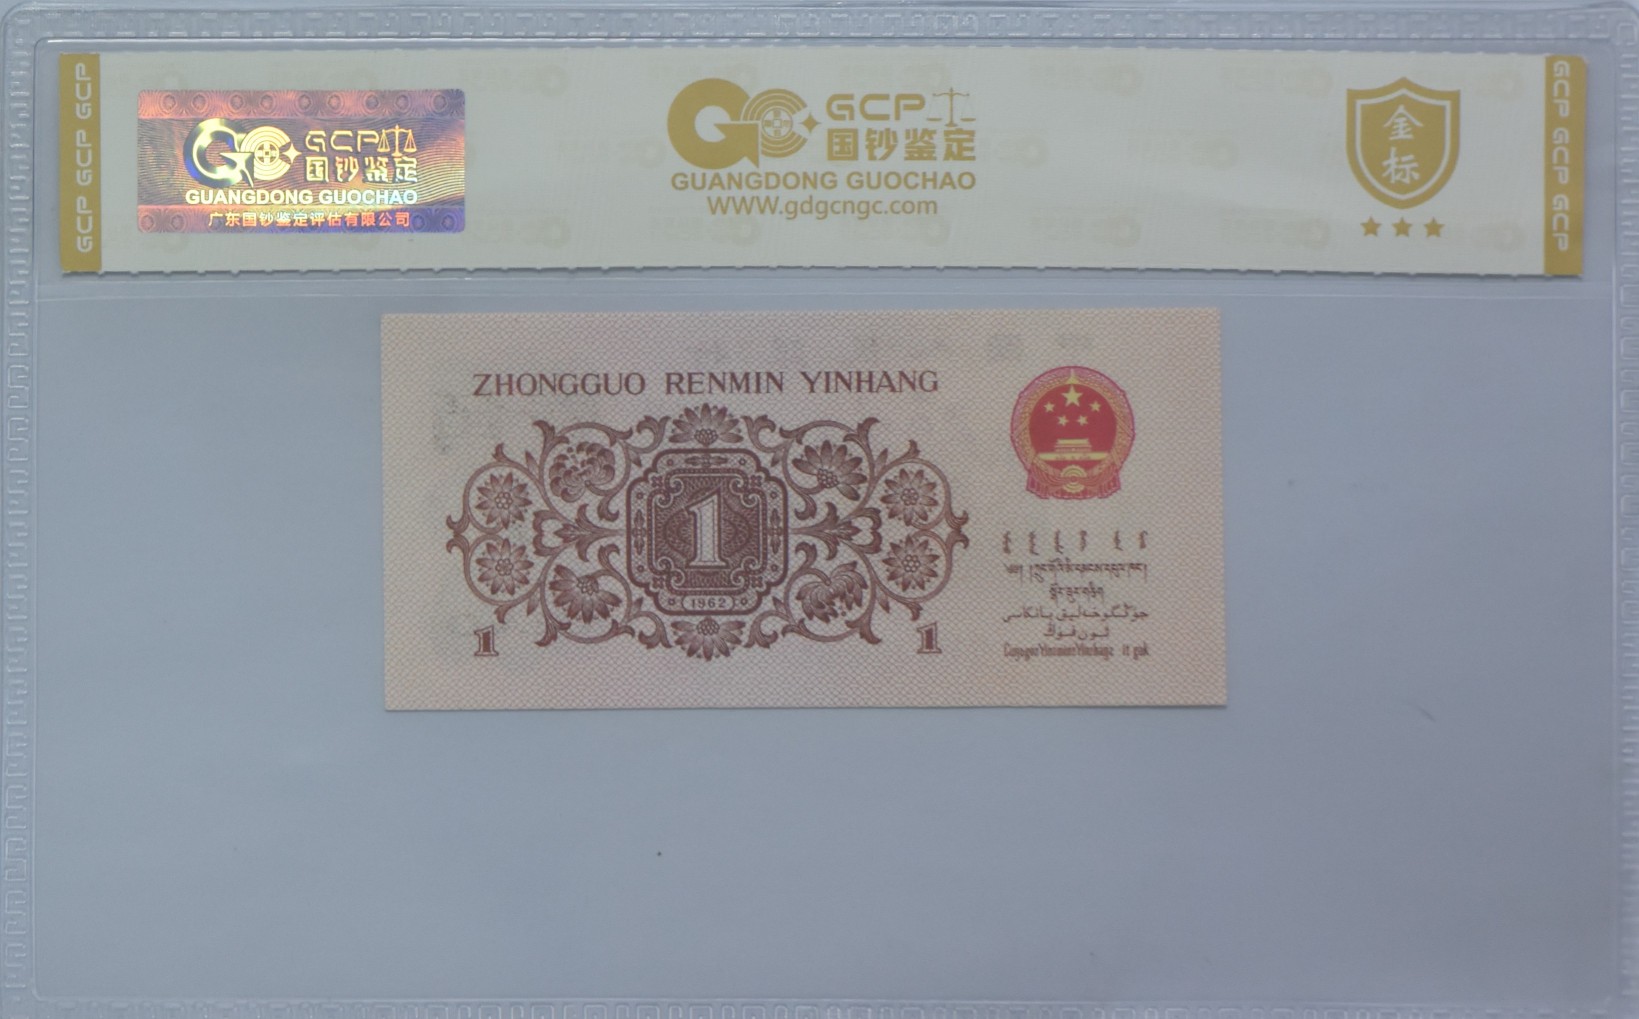 GCP GCP GCP
GCP
国钞鉴定
GUANGDONG GUOCHAO
广东国钞鉴定评估有限公司
GCP
国钞鉴定
GUANGDONG GUOCHAO
WWW.gdgcngc.com
金
标
GCP GCP GCP
ZHONGGUO RENMIN YINHANG
1
1962
1
1